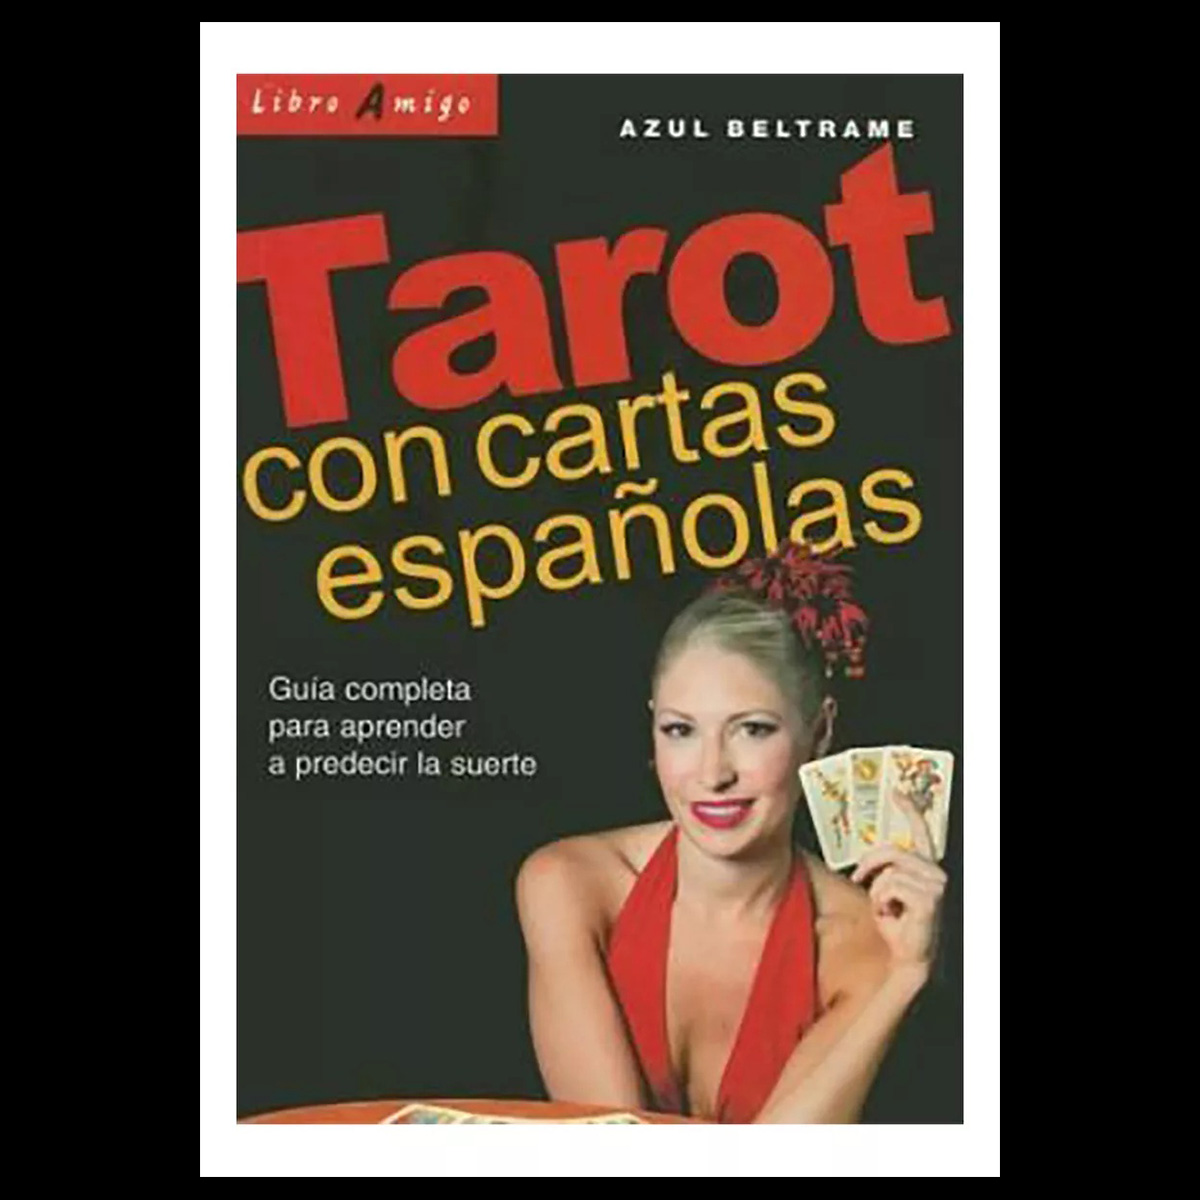 Libro Amigo
AZUL BELTRAME
Tarot
con cartas
españolas
Guía completa
para aprender
a predecir la suerte